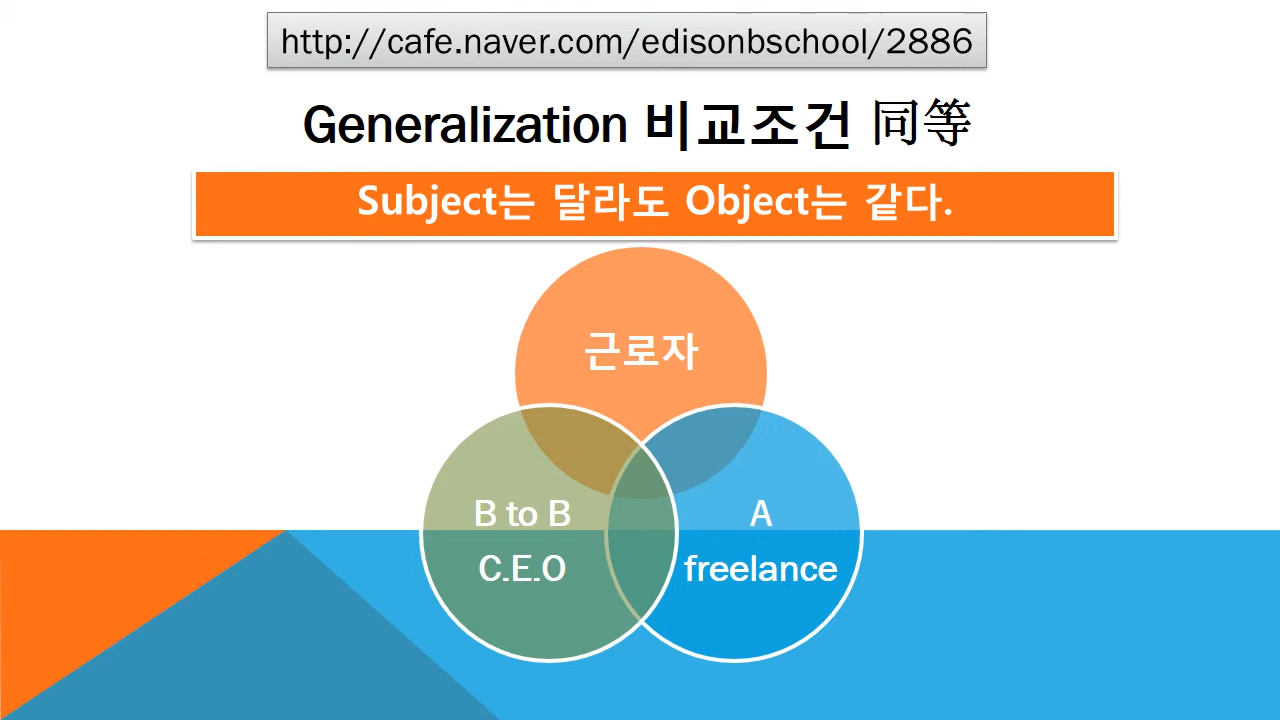 http://cafe.naver.com/edisonbschool/2886
Generalization 비교조건 同等
Subject는 달라도 Object는 같다.
근로자
B to B
C.E.O
A
freelance